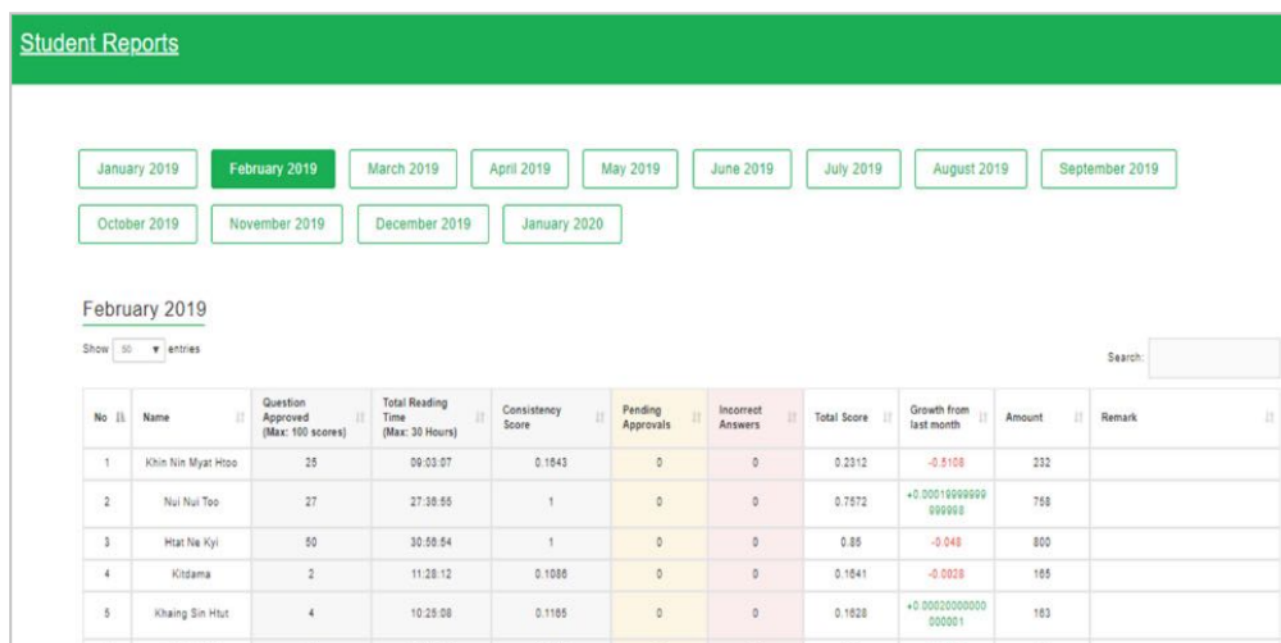 Student Reports
January 2019 February 2019 March 2019 April 2019 May 2019 June 2019 July 2019 August 2019 September 2019
October 2019 November 2019 December 2019 January 2020
February 2019
Show 50 entries
Search:
No Name Question Approved (Max: 100 scores) Total Reading Time (Max: 30 Hours) Consistency Score Pending Approvals Incorrect Answers Total Score Growth from last month Amount Remark
1 Khin Nin Myat Htoo 25 09:03:07 0.1643 0 0 0.2312 -0.5108 232
2 Nui Nui Too 27 27:36:55 1 0 0 0.7572 +0.00019999999999998 758
3 Htat Ne Kyi 50 30:56:54 1 0 0 0.85 -0.048 800
4 Kitdama 2 11:28:12 0.1086 0 0 0.1641 -0.0028 165
5 Khaing Sin Htut 4 10:25:08 0.1165 0 0 0.1628 +0.00020000000000001 163